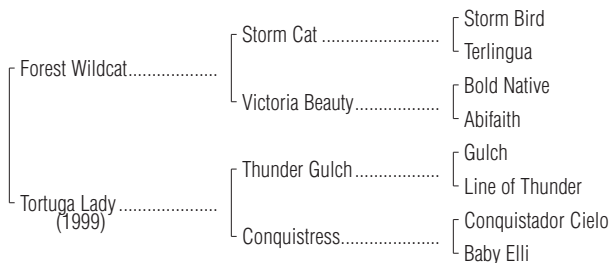 Storm Bird
Storm Cat ..........................
Terlingua
Forest Wildcat....................
Bold Native
Victoria Beauty...................
Abifaith
Gulch
Thunder Gulch ...................
Line of Thunder
Tortuga Lady ......................
(1999)
Conquistador Cielo
Conquistress......................
Baby Elli